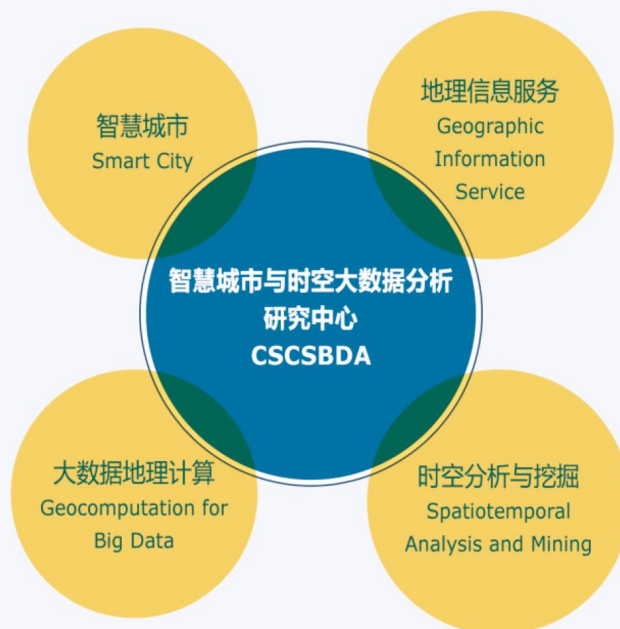 智慧城市
Smart City
地理信息服务
Geographic
Information
Service
智慧城市与时空大数据分析
研究中心
CSCSBDA
大数据地理计算
Geocomputation for
Big Data
时空分析与挖掘
Spatiotemporal
Analysis and Mining